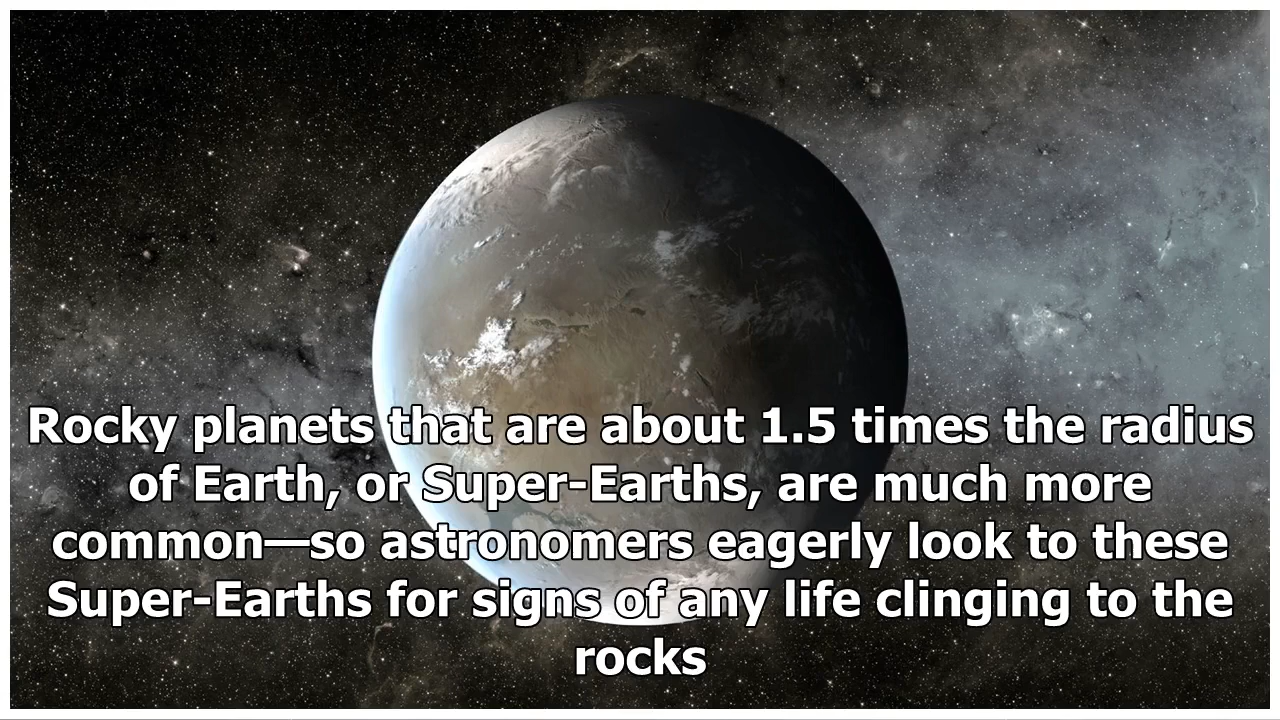 Rocky planets that are about 1.5 times the radius
of Earth, or Super-Earths, are much more
common—so astronomers eagerly look to these
Super-Earths for signs of any life clinging to the
rocks